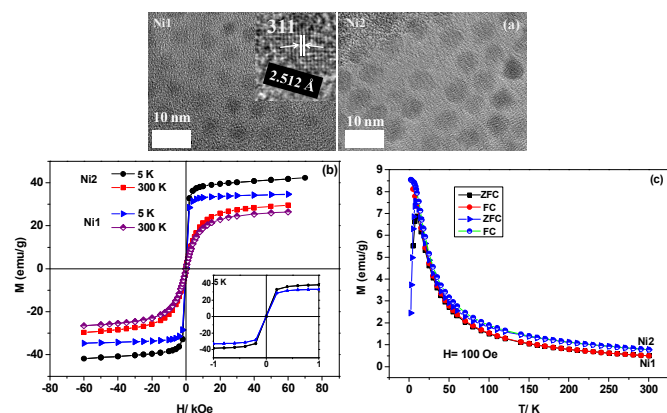 Ni1
311
2.512 Å
10 nm
Ni2
(a)
10 nm
(b)
Ni2
5 K
300 K
Ni1
5 K
300 K
M (emu/g)
40
20
0
-20
-40
5 K
40
20
0
-20
-40
-1
0
1
-60
-40
-20
0
20
40
60
80
H/ kOe
(c)
ZFC
FC
ZFC
FC
M (emu/g)
9
8
7
6
5
4
3
2
1
0
H= 100 Oe
Ni2
Ni1
0
50
100
150
200
250
300
T/ K